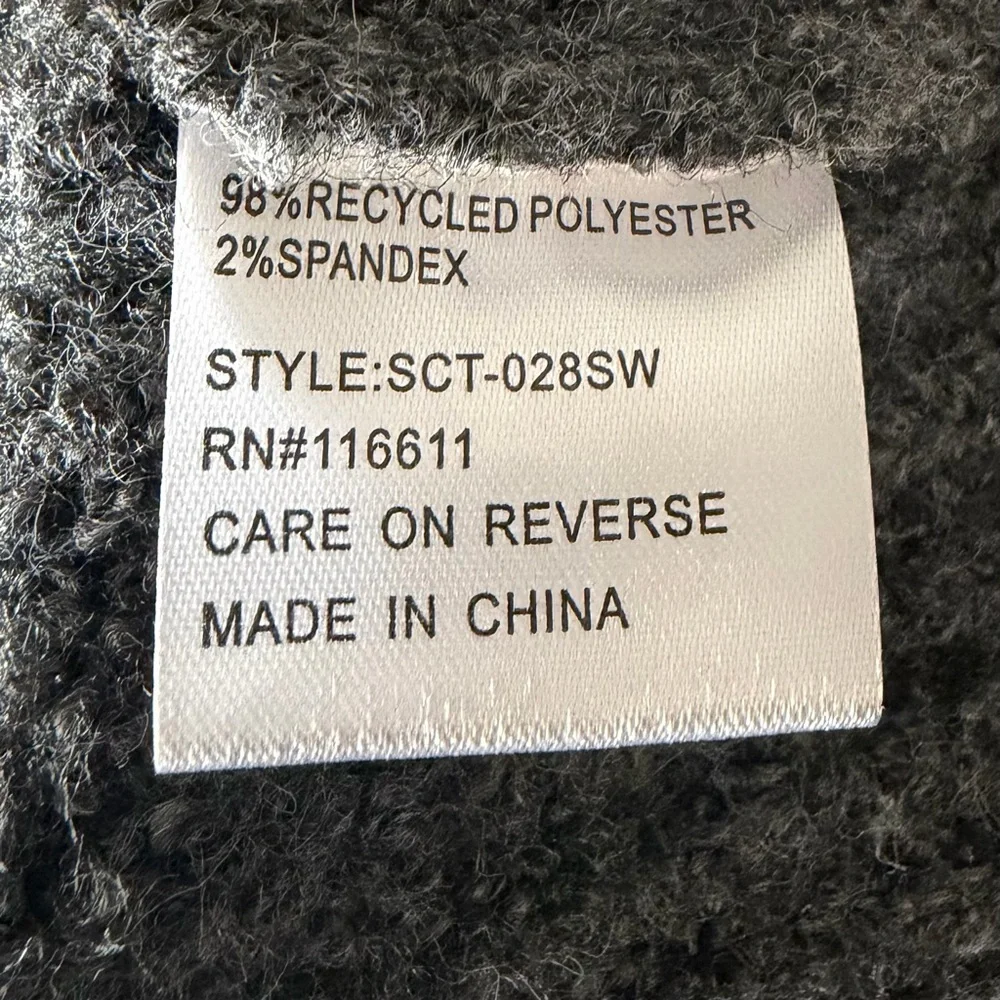 98%RECYCLED POLYESTER
2%SPANDEX
STYLE:SCT-028SW
RN#116611
CARE ON REVERSE
MADE IN CHINA